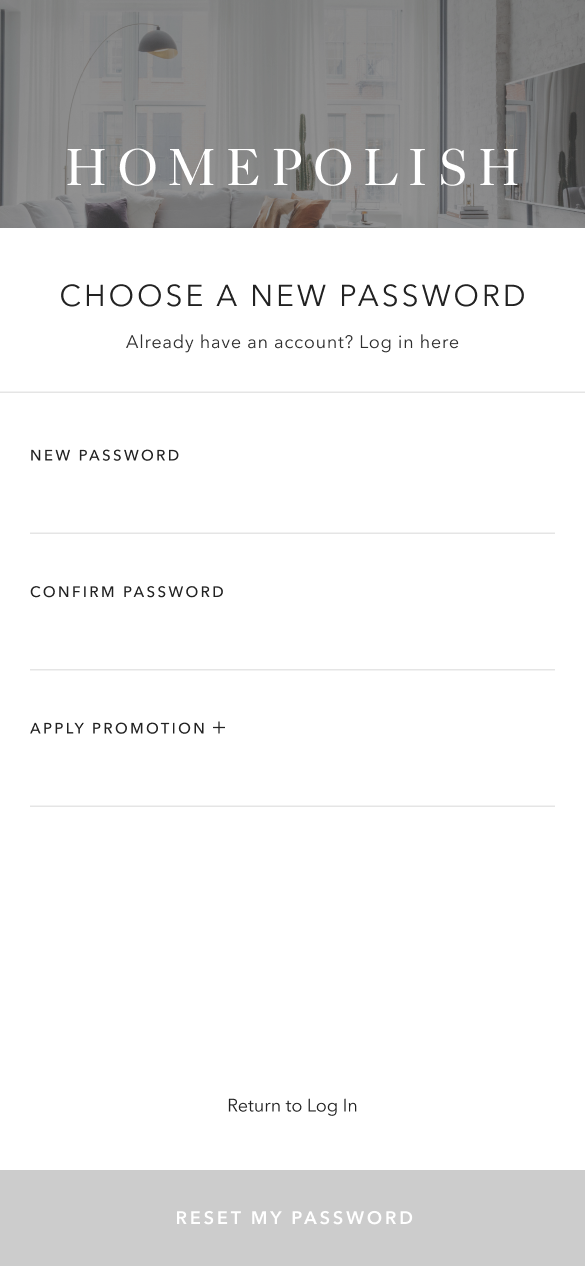 HOMEPOLISH
CHOOSE A NEW PASSWORD
Already have an account? Log in here
NEW PASSWORD
CONFIRM PASSWORD
APPLY PROMOTION +
Return to Log In
RESET MY PASSWORD